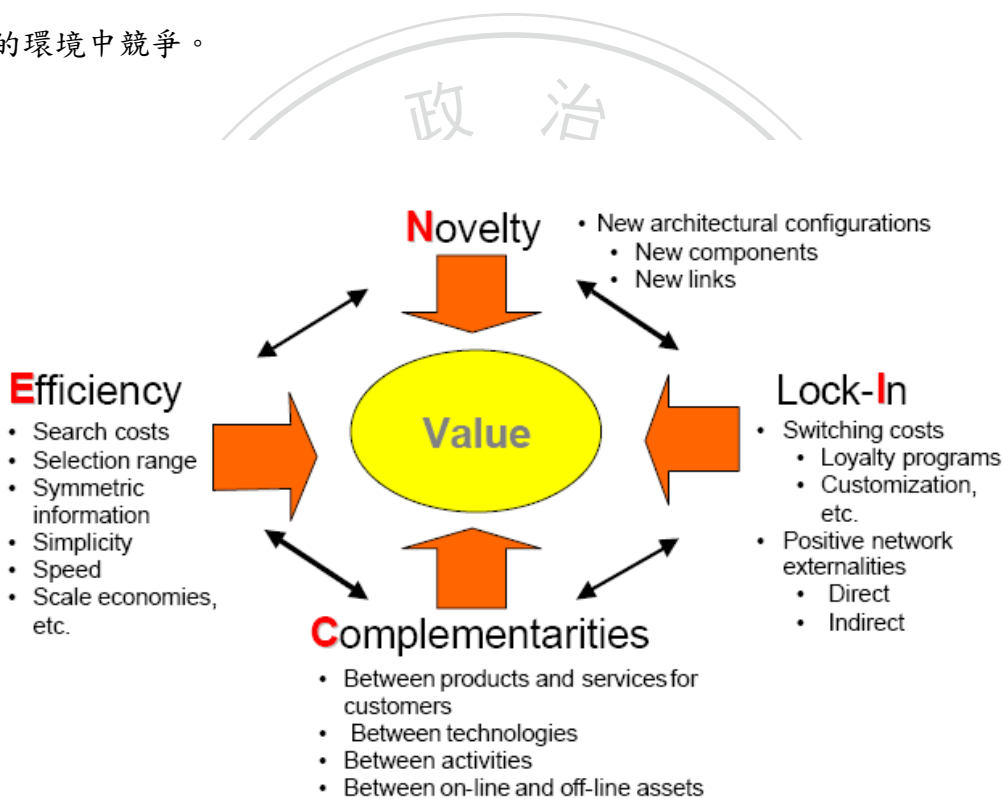 的環境中競爭。
政 治
Novelty
• New architectural configurations
• New components
• New links
Efficiency
• Search costs
• Selection range
• Symmetric
information
• Simplicity
• Speed
• Scale economies,
etc.
Value
Lock-In
• Switching costs
• Loyalty programs
• Customization,
etc.
• Positive network
externalities
• Direct
• Indirect
Complementarities
• Between products and services for
customers
• Between technologies
• Between activities
• Between on-line and off-line assets